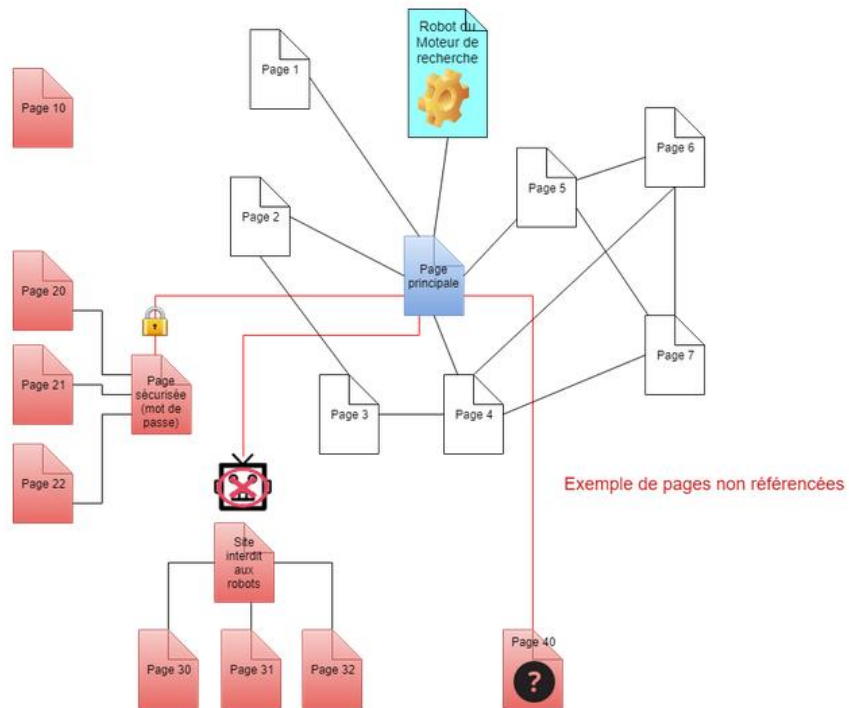 Robot du
Moteur de
recherche
Page 1
Page 10
Page 6
Page 5
Page 2
Page
principale
Page 20
Page 7
Page 21
Page
sécurisée
(mot de
passe)
Page 3
Page 4
Page 22
Exemple de pages non référencées
Site
interdit
aux
robots
Page 30
Page 31
Page 32
Page 40
?